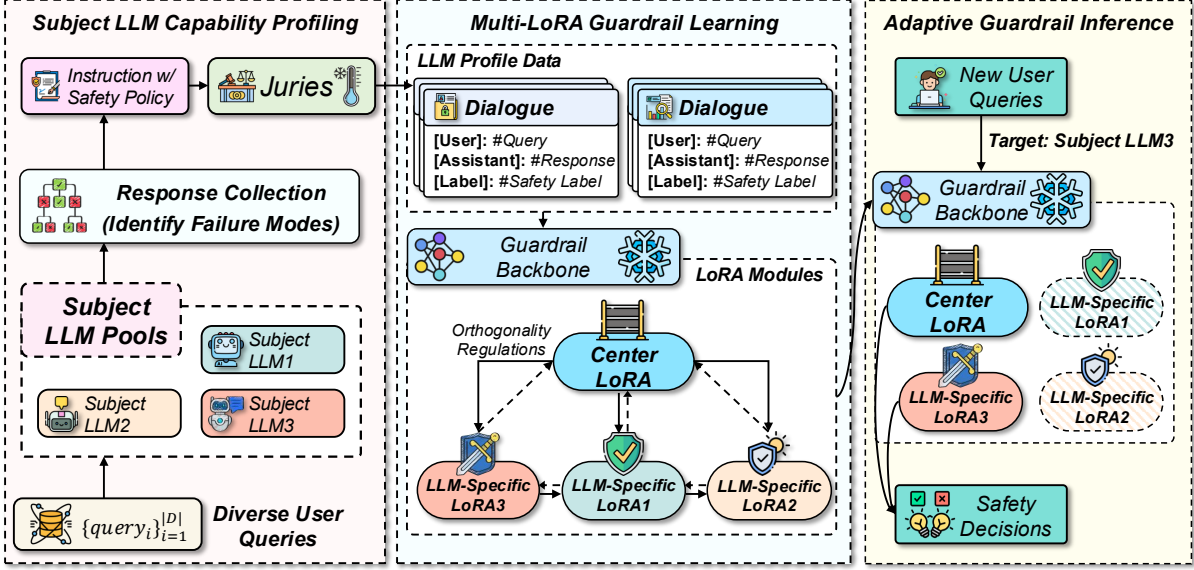 Subject LLM Capability Profiling
Instruction w/
Safety Policy
Juries
Response Collection
(Identify Failure Modes)
Subject
LLM Pools
Subject
LLM1
Subject
LLM2
Subject
LLM3
{query_i}_{i=1}^{|D|}
Diverse User
Queries
Multi-LoRA Guardrail Learning
LLM Profile Data
Dialogue
[User]: #Query
[Assistant]: #Response
[Label]: #Safety Label
Dialogue
[User]: #Query
[Assistant]: #Response
[Label]: #Safety Label
Guardrail
Backbone
LoRA Modules
Orthogonality
Regulations
Center
LoRA
LLM-Specific
LoRA3
LLM-Specific
LoRA1
LLM-Specific
LoRA2
Adaptive Guardrail Inference
New User
Queries
Target: Subject LLM3
Guardrail
Backbone
Center
LoRA
LLM-Specific
LoRA1
LLM-Specific
LoRA3
LLM-Specific
LoRA2
Safety
Decisions